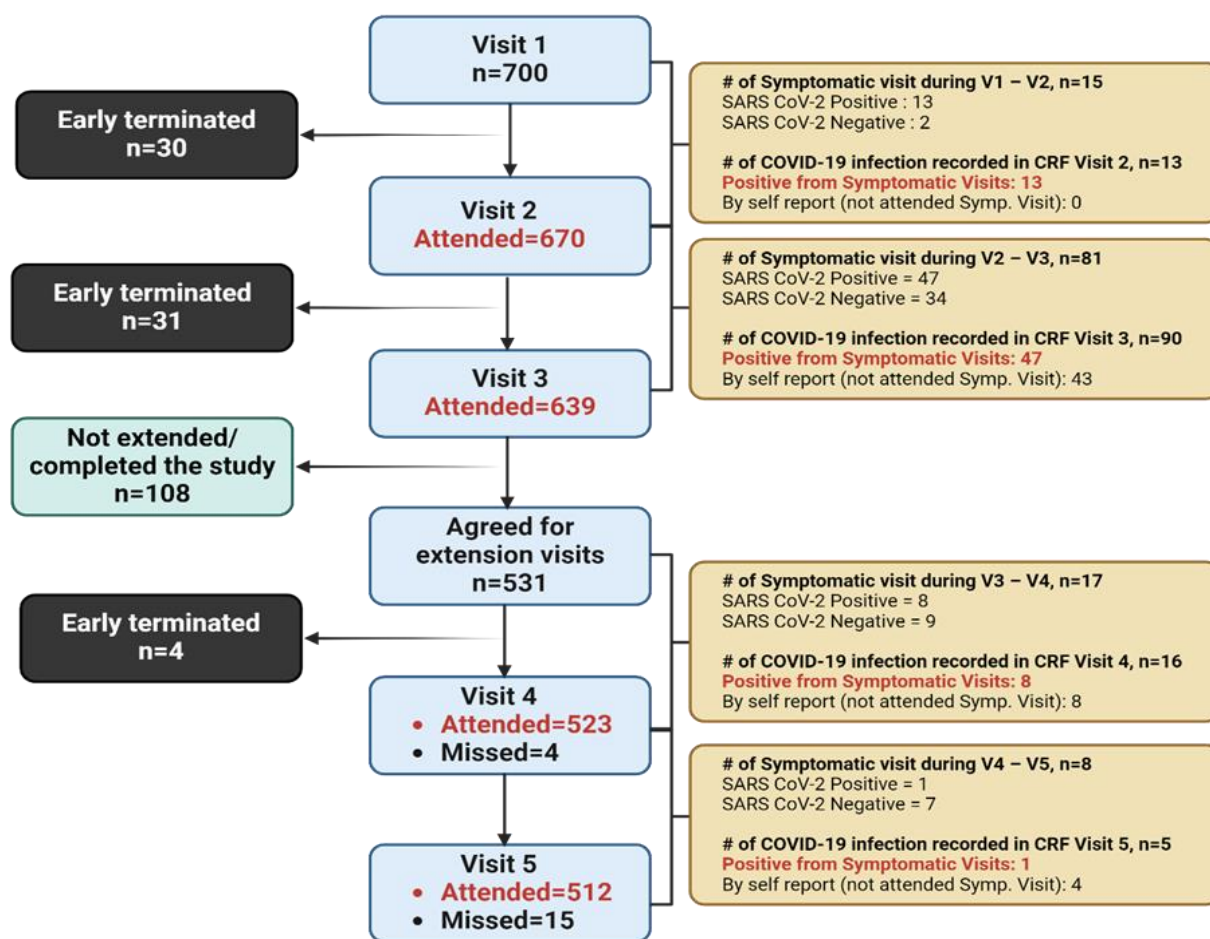 Visit 1
n=700
# of Symptomatic visit during V1 – V2, n=15
SARS CoV-2 Positive : 13
SARS CoV-2 Negative : 2
# of COVID-19 infection recorded in CRF Visit 2, n=13
Positive from Symptomatic Visits: 13
By self report (not attended Symp. Visit): 0
Early terminated
n=30
Visit 2
Attended=670
# of Symptomatic visit during V2 – V3, n=81
SARS CoV-2 Positive = 47
SARS CoV-2 Negative = 34
# of COVID-19 infection recorded in CRF Visit 3, n=90
Positive from Symptomatic Visits: 47
By self report (not attended Symp. Visit): 43
Early terminated
n=31
Visit 3
Attended=639
Not extended/
completed the study
n=108
Agreed for
extension visits
n=531
# of Symptomatic visit during V3 – V4, n=17
SARS CoV-2 Positive = 8
SARS CoV-2 Negative = 9
# of COVID-19 infection recorded in CRF Visit 4, n=16
Positive from Symptomatic Visits: 8
By self report (not attended Symp. Visit): 8
Early terminated
n=4
Visit 4
• Attended=523
• Missed=4
# of Symptomatic visit during V4 – V5, n=8
SARS CoV-2 Positive = 1
SARS CoV-2 Negative = 7
# of COVID-19 infection recorded in CRF Visit 5, n=5
Positive from Symptomatic Visits: 1
By self report (not attended Symp. Visit): 4
Visit 5
• Attended=512
• Missed=15